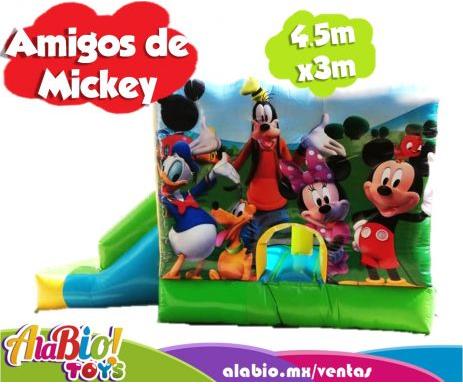 Amigos de
Mickey
4.5m
x3m
AlaBio!
TOYS
alabio.mx/ventas